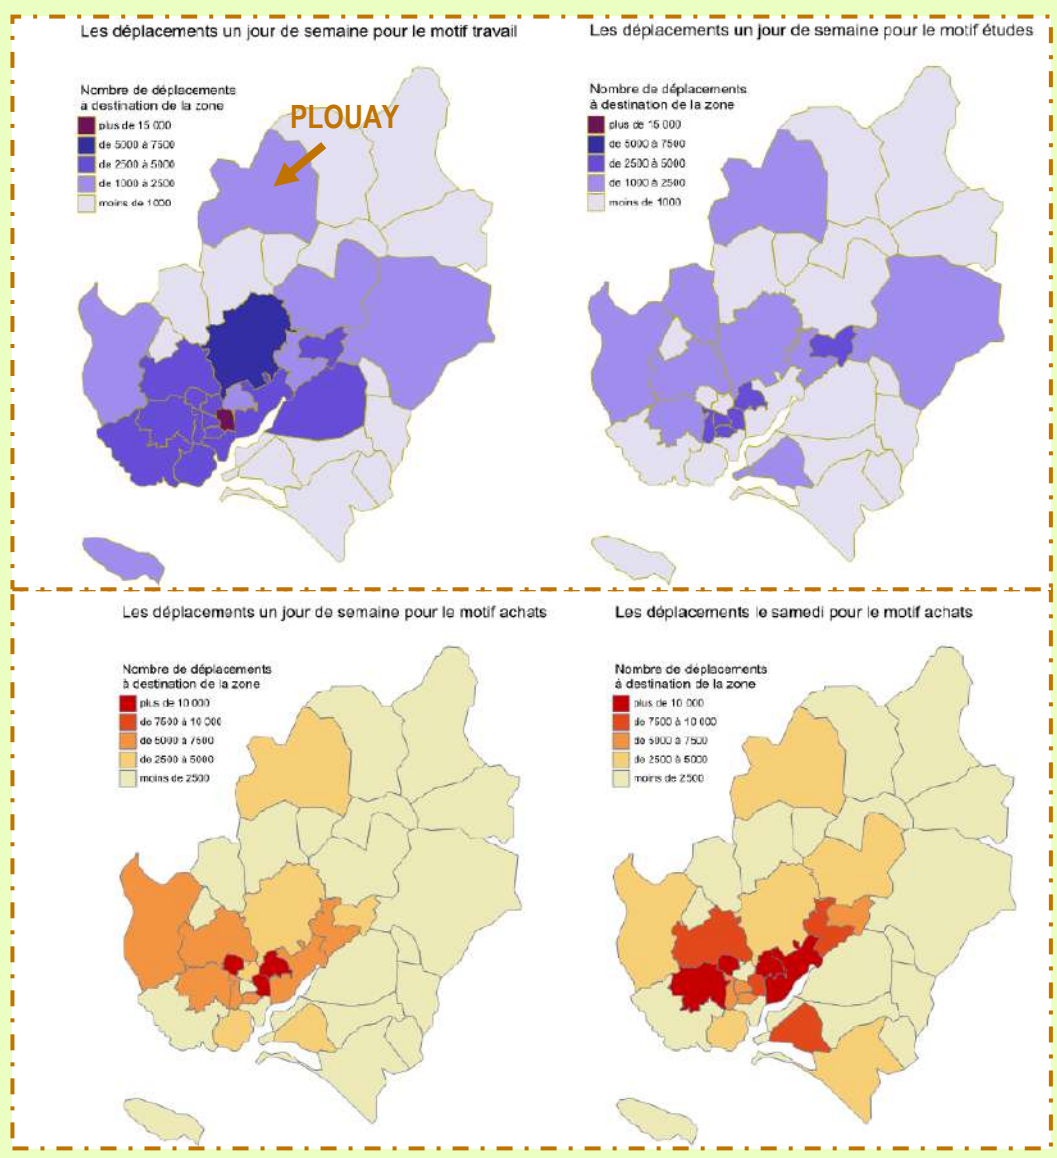 Les déplacements un jour de semaine pour le motif travail
Nombre de déplacements
à destination de la zone
plus de 15 000
de 5000 à 7500
de 2500 à 5000
de 1000 à 2500
moins de 1000
PLOUAY
Les déplacements un jour de semaine pour le motif études
Nombre de déplacements
à destination de la zone
plus de 15 000
de 5000 à 7500
de 2500 à 5000
de 1000 à 2500
moins de 1000
Les déplacements un jour de semaine pour le motif achats
Nombre de déplacements
à destination de la zone
plus de 10 000
de 7500 à 10 000
de 5000 à 7500
de 2500 à 5000
moins de 2500
Les déplacements le samedi pour le motif achats
Nombre de déplacements
à destination de la zone
plus de 10 000
de 7500 à 10 000
de 5000 à 7500
de 2500 à 5000
moins de 2500